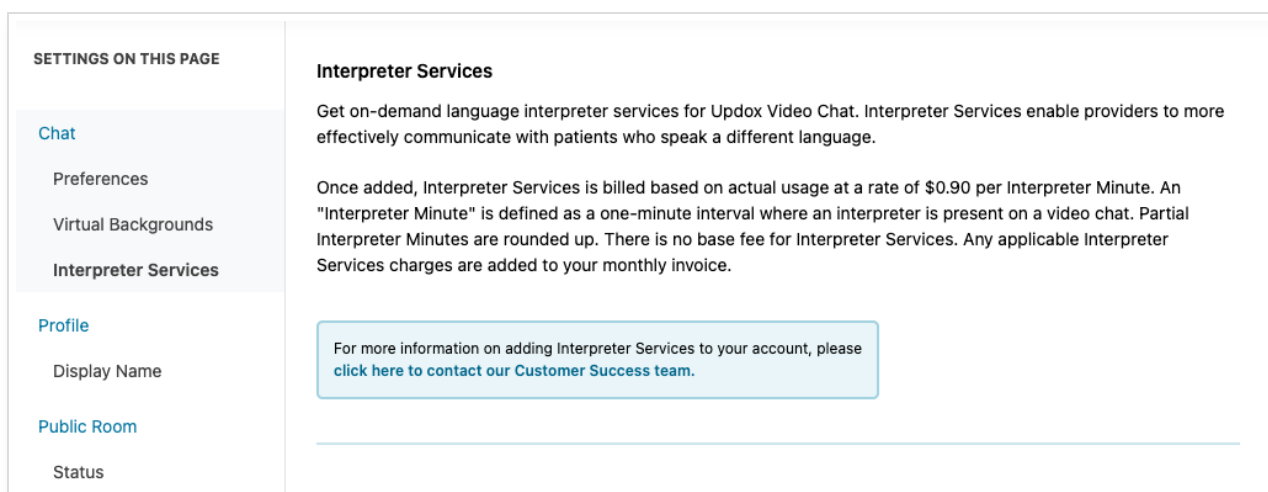 SETTINGS ON THIS PAGE
Chat
Preferences
Virtual Backgrounds
Interpreter Services
Profile
Display Name
Public Room
Status
Interpreter Services
Get on-demand language interpreter services for Updox Video Chat. Interpreter Services enable providers to more
effectively communicate with patients who speak a different language.
Once added, Interpreter Services is billed based on actual usage at a rate of $0.90 per Interpreter Minute. An
"Interpreter Minute" is defined as a one-minute interval where an interpreter is present on a video chat. Partial
Interpreter Minutes are rounded up. There is no base fee for Interpreter Services. Any applicable Interpreter
Services charges are added to your monthly invoice.
For more information on adding Interpreter Services to your account, please
click here to contact our Customer Success team.